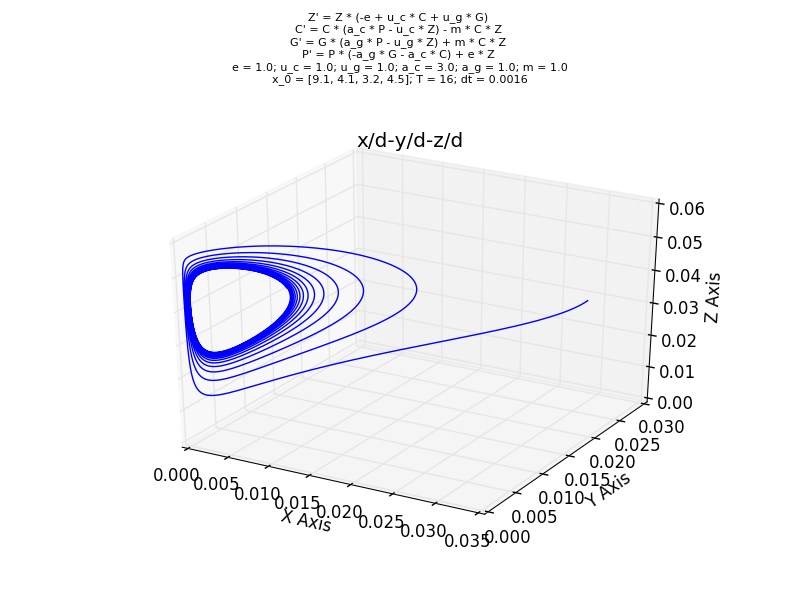 Z' = Z * (-e + u_c * C + u_g * G)
C' = C * (a_c * P - u_c * Z) - m * C * Z
G' = G * (a_g * P - u_g * Z) + m * C * Z
P' = P * (-a_g * G - a_c * C) + e * Z
e = 1.0; u_c = 1.0; u_g = 1.0; a_c = 3.0; a_g = 1.0; m = 1.0
x_0 = [9.1, 4.1, 3.2, 4.5]; T = 16; dt = 0.0016
x/d-y/d-z/d
0.06
0.05
0.04
0.03
0.02
0.01
0.00
Z Axis
0.030
0.025
0.020
0.015
0.010
0.005
0.000
Y Axis
0.000
0.005
0.010
0.015
0.020
0.025
0.030
0.035
X Axis